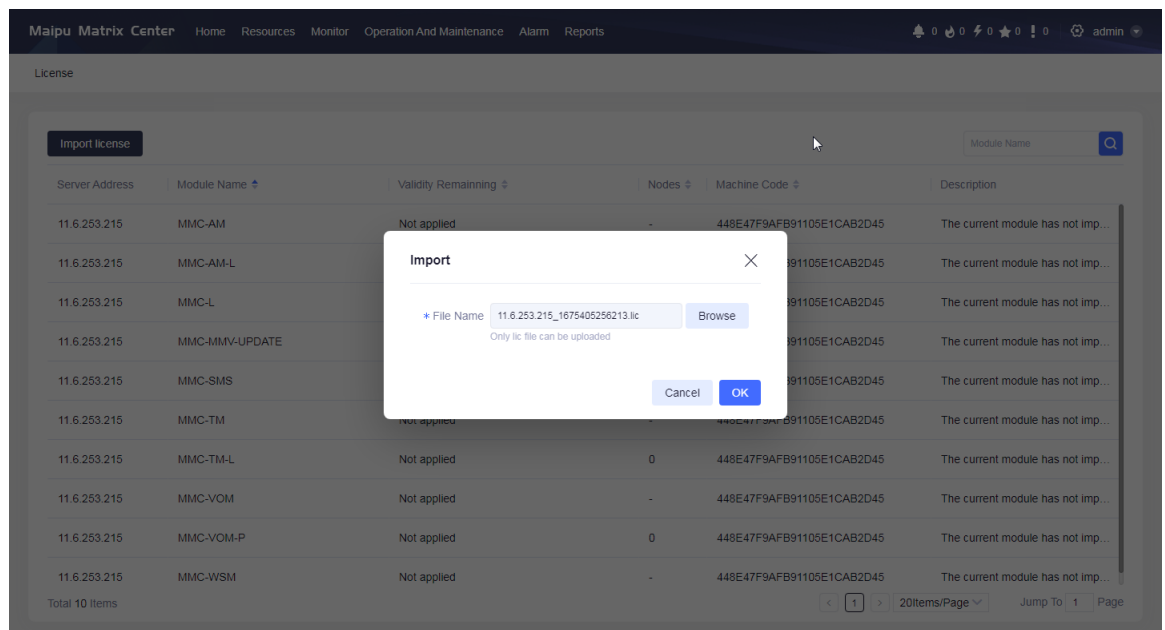 Maipu Matrix Center Home Resources Monitor Operation And Maintenance Alarm Reports 0 0 0 0 0 admin
License
Import license Module Name
Server Address Module Name Validity Remainning Nodes Machine Code Description
11.6.253.215 MMC-AM Not applied - 448E47F9AFB91105E1CAB2D45 The current module has not imp...
11.6.253.215 MMC-AM-L 391105E1CAB2D45 The current module has not imp...
11.6.253.215 MMC-L 391105E1CAB2D45 The current module has not imp...
11.6.253.215 MMC-MMV-UPDATE 391105E1CAB2D45 The current module has not imp...
11.6.253.215 MMC-SMS 391105E1CAB2D45 The current module has not imp...
11.6.253.215 MMC-TM Not applied - 448E47F9AFB91105E1CAB2D45 The current module has not imp...
11.6.253.215 MMC-TM-L Not applied 0 448E47F9AFB91105E1CAB2D45 The current module has not imp...
11.6.253.215 MMC-VOM Not applied - 448E47F9AFB91105E1CAB2D45 The current module has not imp...
11.6.253.215 MMC-VOM-P Not applied 0 448E47F9AFB91105E1CAB2D45 The current module has not imp...
11.6.253.215 MMC-WSM Not applied - 448E47F9AFB91105E1CAB2D45 The current module has not imp...
Total 10 Items 1 20Items/Page Jump To 1 Page
Import
* File Name 11.6.253.215_1675405256213.lic Browse
Only lic file can be uploaded
Cancel OK